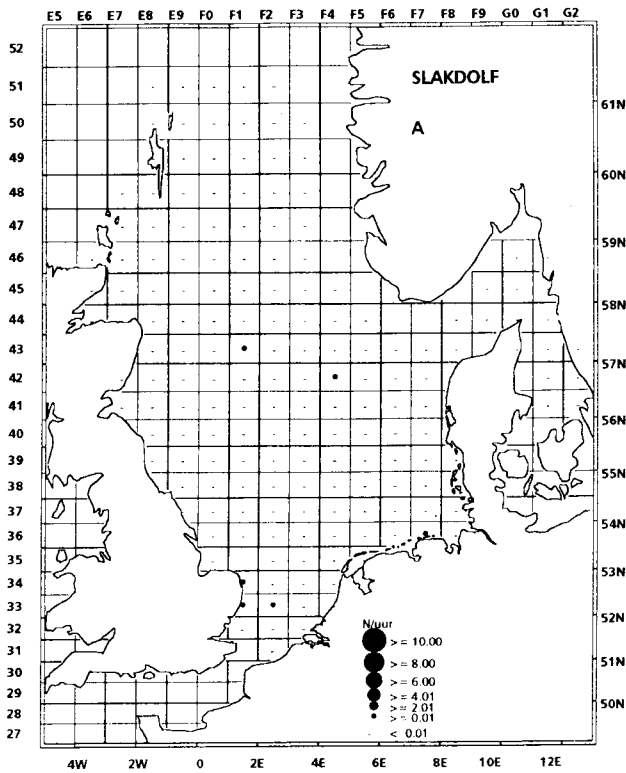 E5 E6 E7 E8 E9 F0 F1 F2 F3 F4 F5 F6 F7 F8 F9 G0 G1 G2
52
SLAKDOLF
51
61N
50
A
49
60N
48
47
59N
46
45
58N
44
43
57N
42
41
56N
40
39
55N
38
37
54N
36
35
53N
34
33
52N
N/uur
32
> = 10.00
31
51N
> = 8.00
30
> = 6.00
29
> = 4.01
50N
> = 2.01
28
> = 0.01
27
< 0.01
4W 2W 0 2E 4E 6E 8E 10E 12E